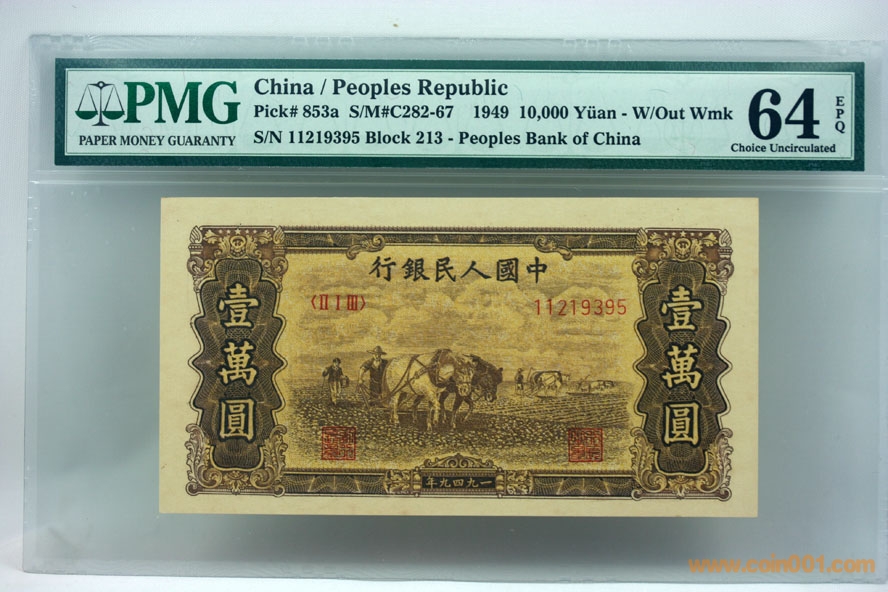 PMG
PAPER MONEY GUARANTY
China / Peoples Republic
Pick# 853a S/M#C282-67 1949 10,000 Yüan - W/Out Wmk
S/N 11219395 Block 213 - Peoples Bank of China
64
EPQ
Choice Uncirculated
行銀民人國中
〈II I III〉
11219395
壹萬圓
壹萬圓
年九四九一
www.coin001.com